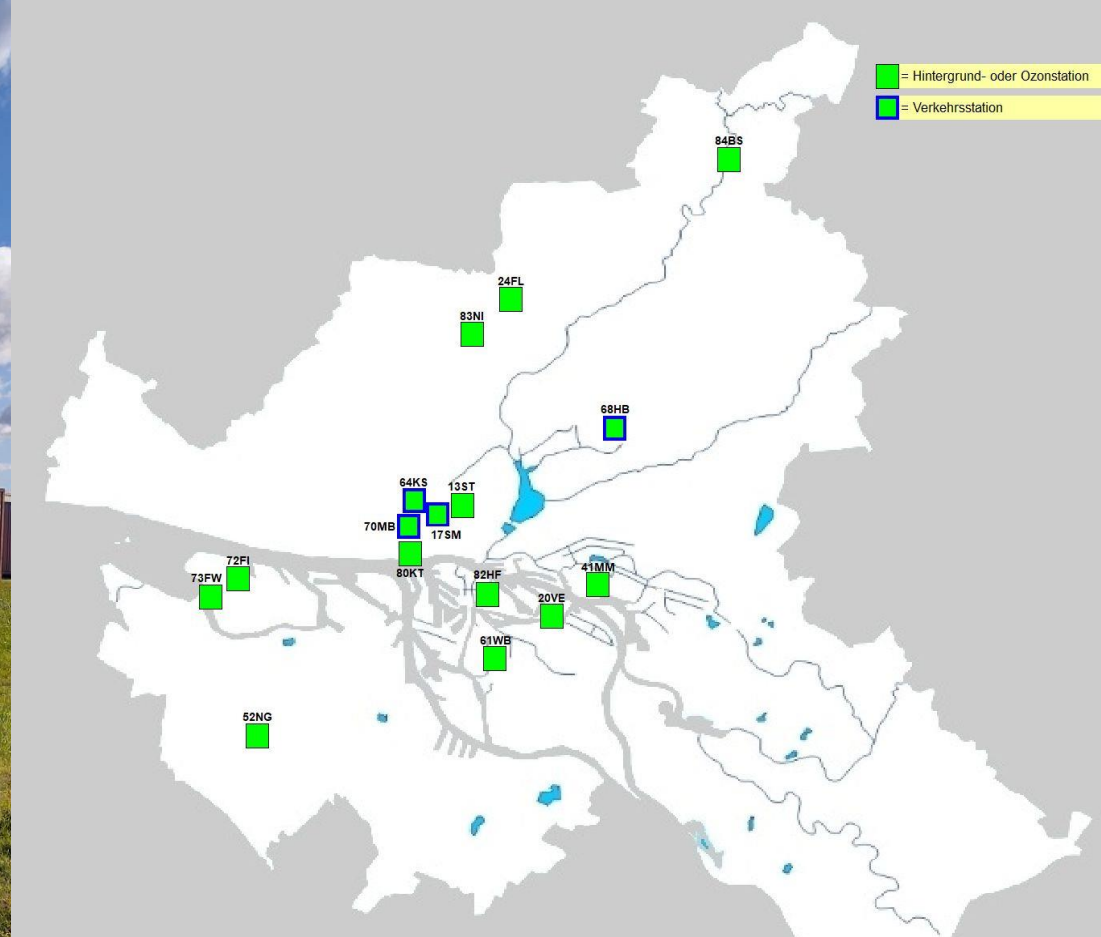 = Hintergrund- oder Ozonstation
= Verkehrsstation
84BS
24FL
83NI
68HB
64KS
13ST
70MB
17SM
80KT
72FI
73FW
82HF
41MM
20VE
61WB
52NG